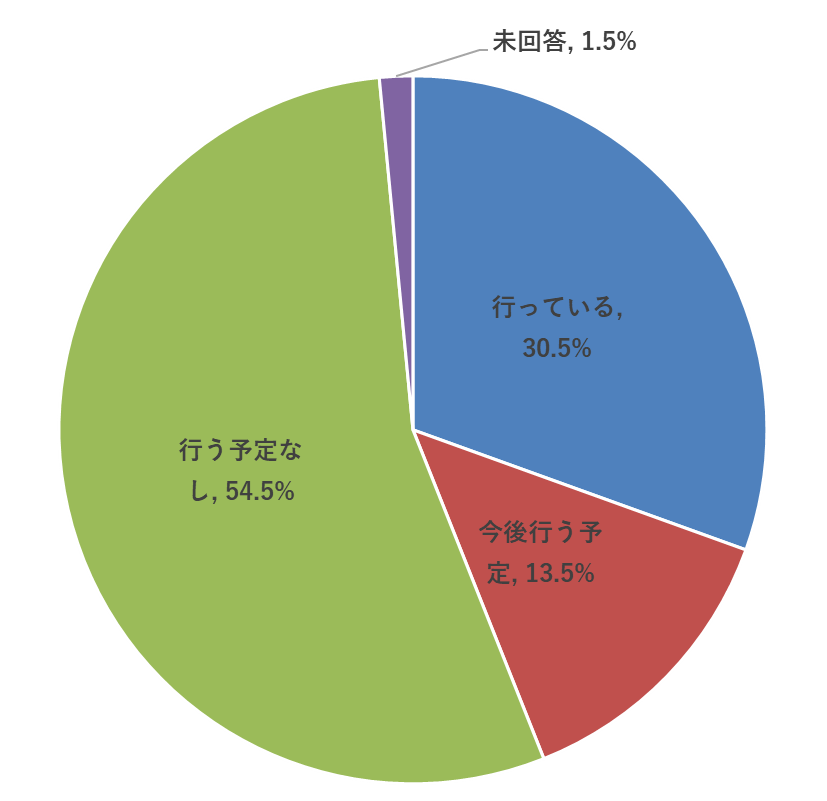 未回答, 1.5%
行っている,
30.5%
行う予定な
し, 54.5%
今後行う予
定, 13.5%